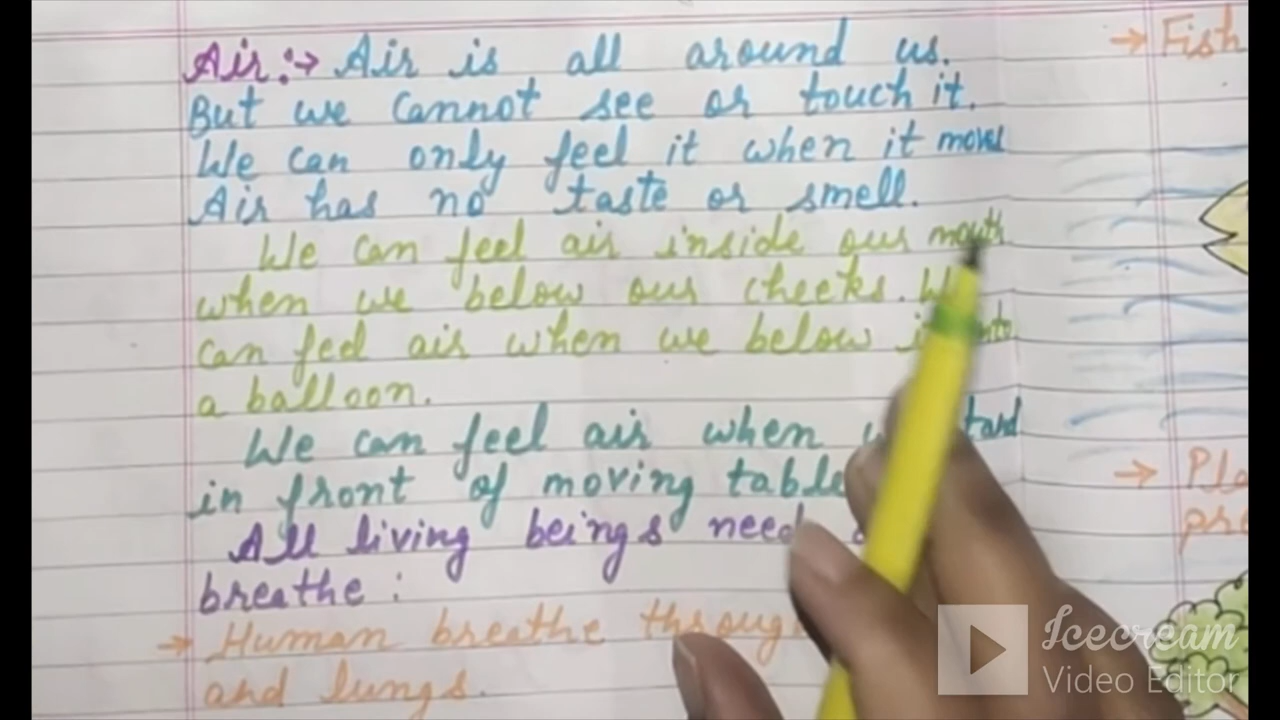 Air:→ Air is all around us.
But we cannot see or touch it.
We can only feel it when it moves
Air has no taste or smell.
We can feel air inside our mouth
when we below our cheeks. We
can feel air when we below
a balloon.
We can feel air when
in front of moving table
All living beings need
breathe:
→ Human breathe through
and lungs.
→ Fish
→
Icecream
Video Editor